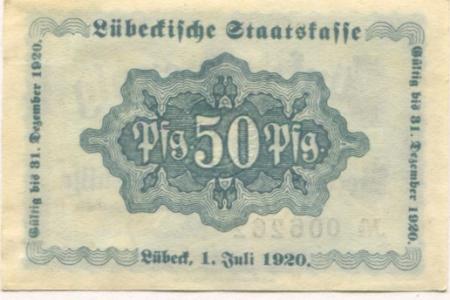 Lübeckische Staatskasse
Gültig bis 31. Dezember 1920.
Pfg 50 Pfg.
Gültig bis 31. Dezember 1920.
Lübeck, 1. Juli 1920.